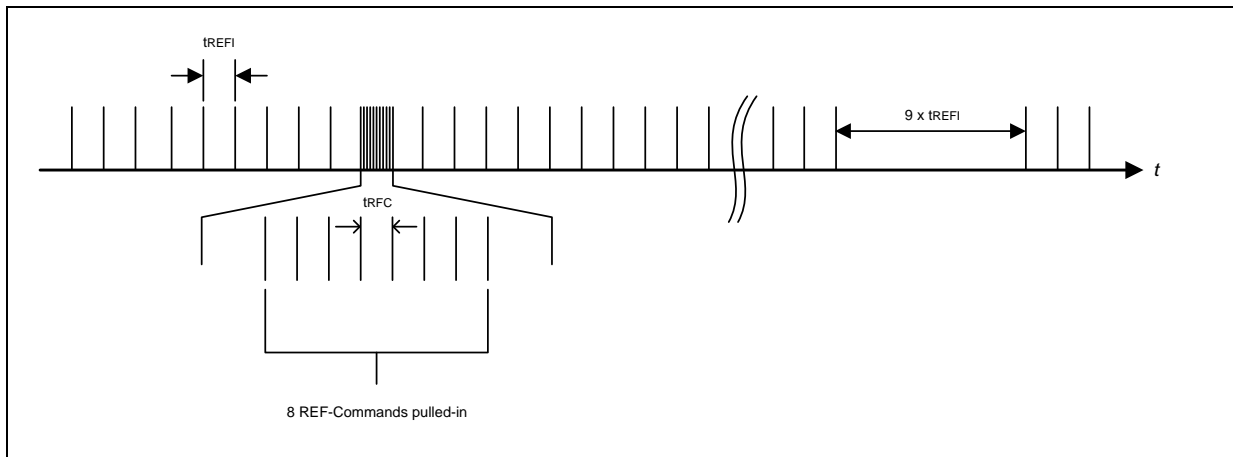 tREFI
9 x tREFI
t
tRFC
8 REF-Commands pulled-in